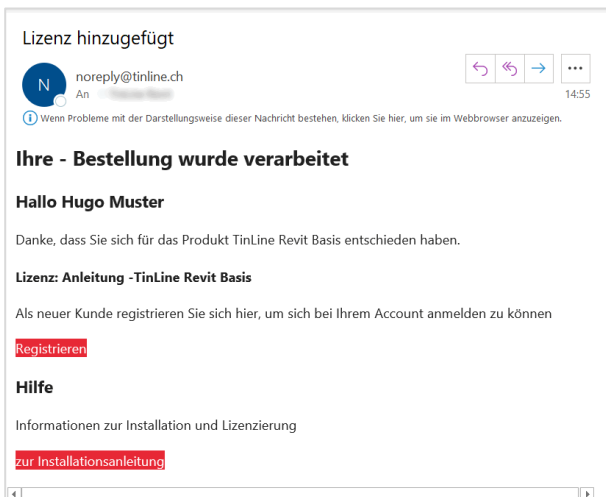 Lizenz hinzugefügt
N
noreply@tinline.ch
An
14:55
Wenn Probleme mit der Darstellungsweise dieser Nachricht bestehen, klicken Sie hier, um sie im Webbrowser anzuzeigen.
Ihre - Bestellung wurde verarbeitet
Hallo Hugo Muster
Danke, dass Sie sich für das Produkt TinLine Revit Basis entschieden haben.
Lizenz: Anleitung -TinLine Revit Basis
Als neuer Kunde registrieren Sie sich hier, um sich bei Ihrem Account anmelden zu können
Registrieren
Hilfe
Informationen zur Installation und Lizenzierung
zur Installationsanleitung